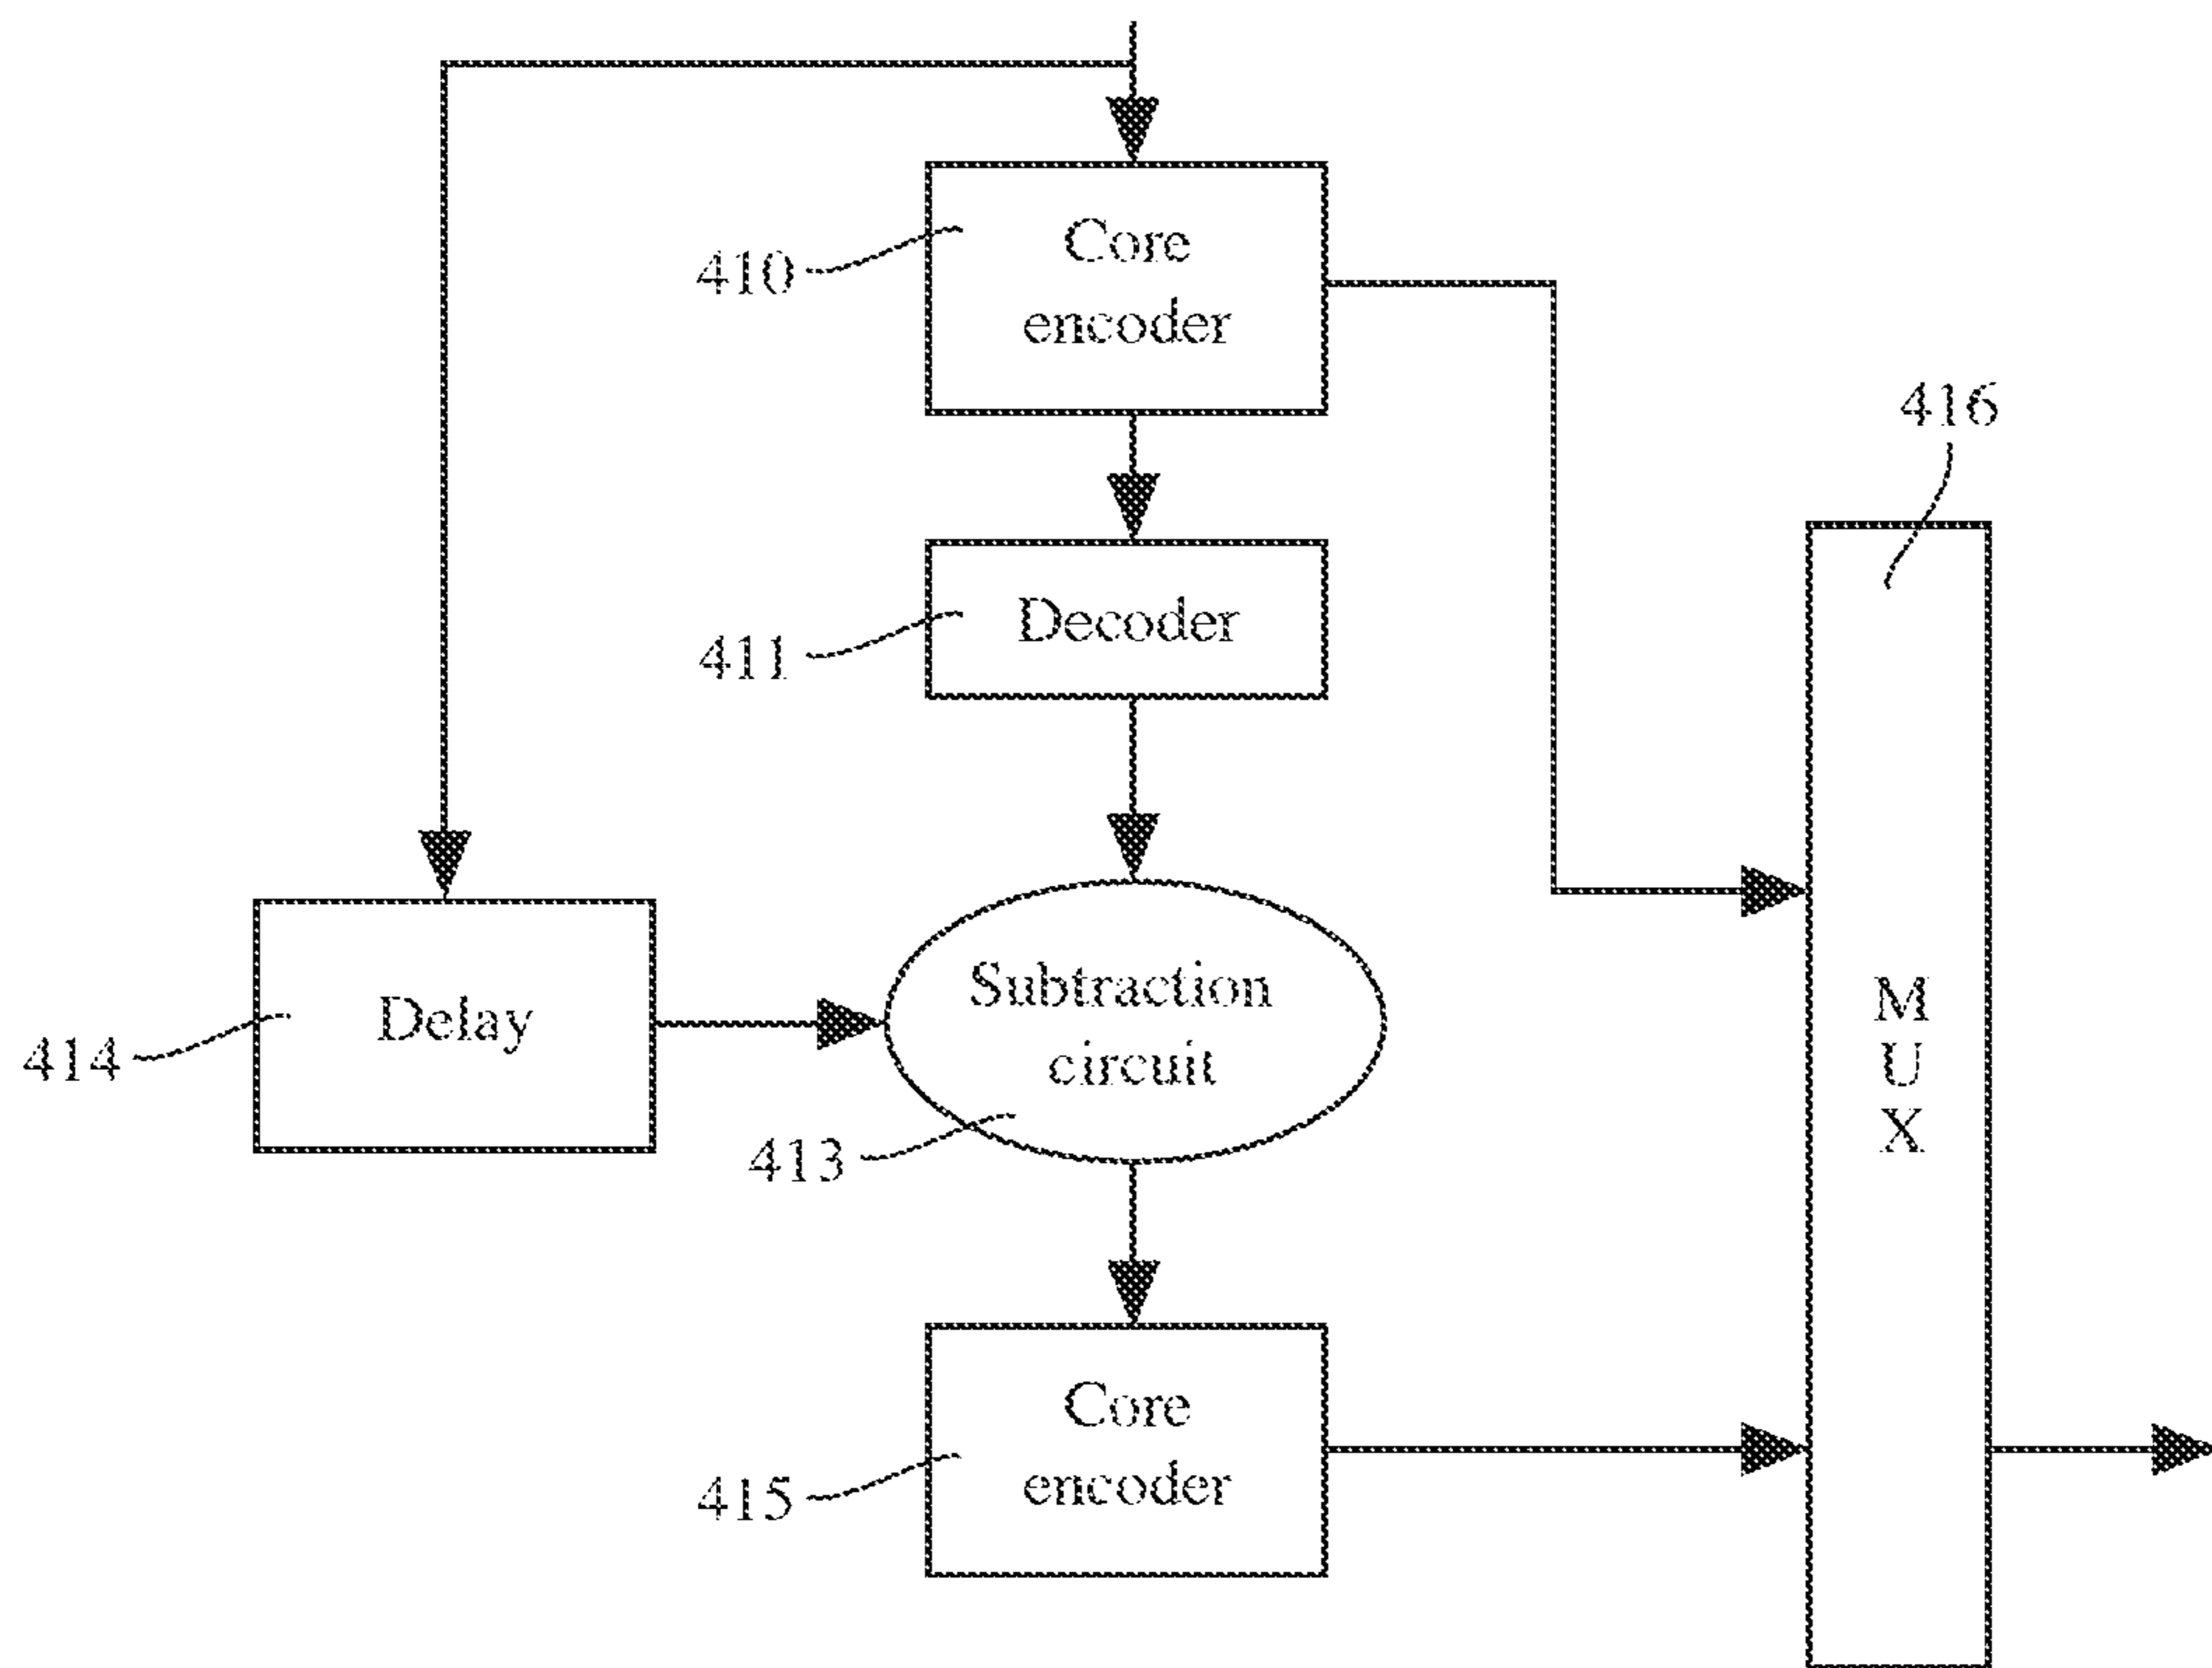 Core
encoder
410
416
Decoder
411
Delay
414
Subtraction
circuit
413
M
U
X
Core
encoder
415